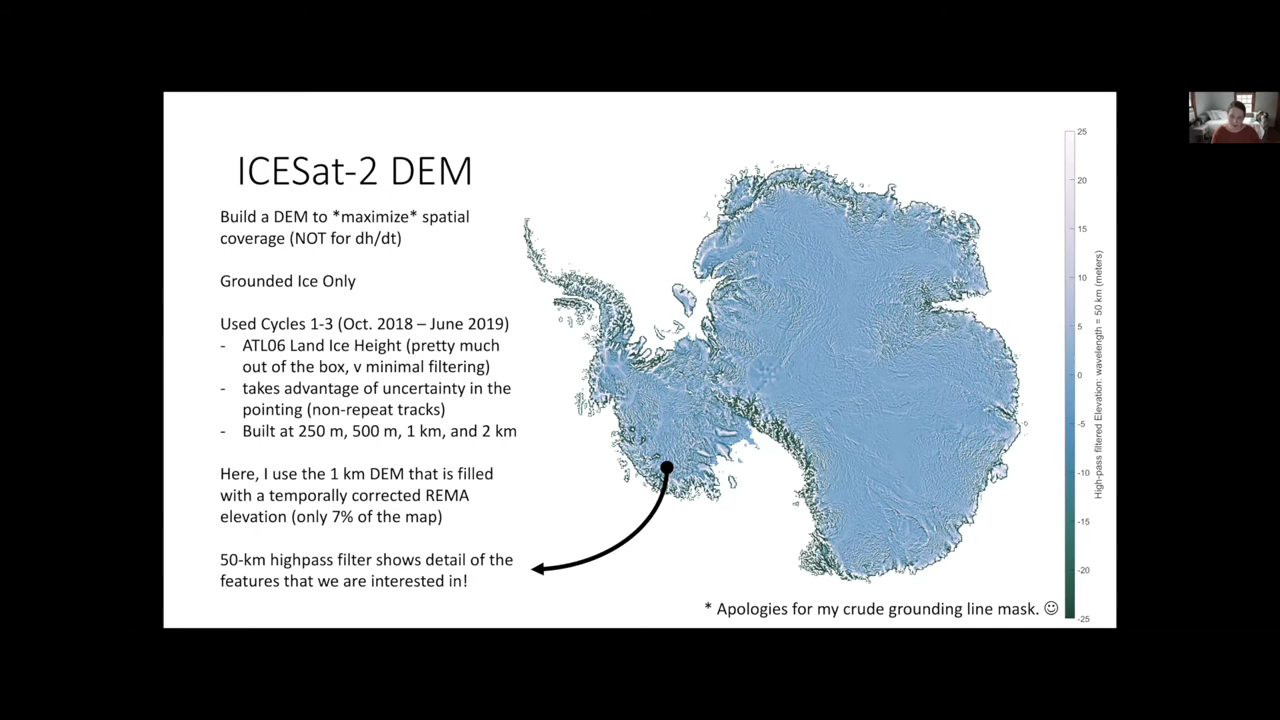 ICESat-2 DEM
Build a DEM to *maximize* spatial
coverage (NOT for dh/dt)
Grounded Ice Only
Used Cycles 1-3 (Oct. 2018 – June 2019)
- ATL06 Land Ice Height (pretty much
out of the box, v minimal filtering)
- takes advantage of uncertainty in the
pointing (non-repeat tracks)
- Built at 250 m, 500 m, 1 km, and 2 km
Here, I use the 1 km DEM that is filled
with a temporally corrected REMA
elevation (only 7% of the map)
50-km highpass filter shows detail of the
features that we are interested in!
* Apologies for my crude grounding line mask. ☺
25
20
15
10
5
0
-5
-10
-15
-20
-25
High-pass filtered Elevation: wavelength = 50 km (meters)